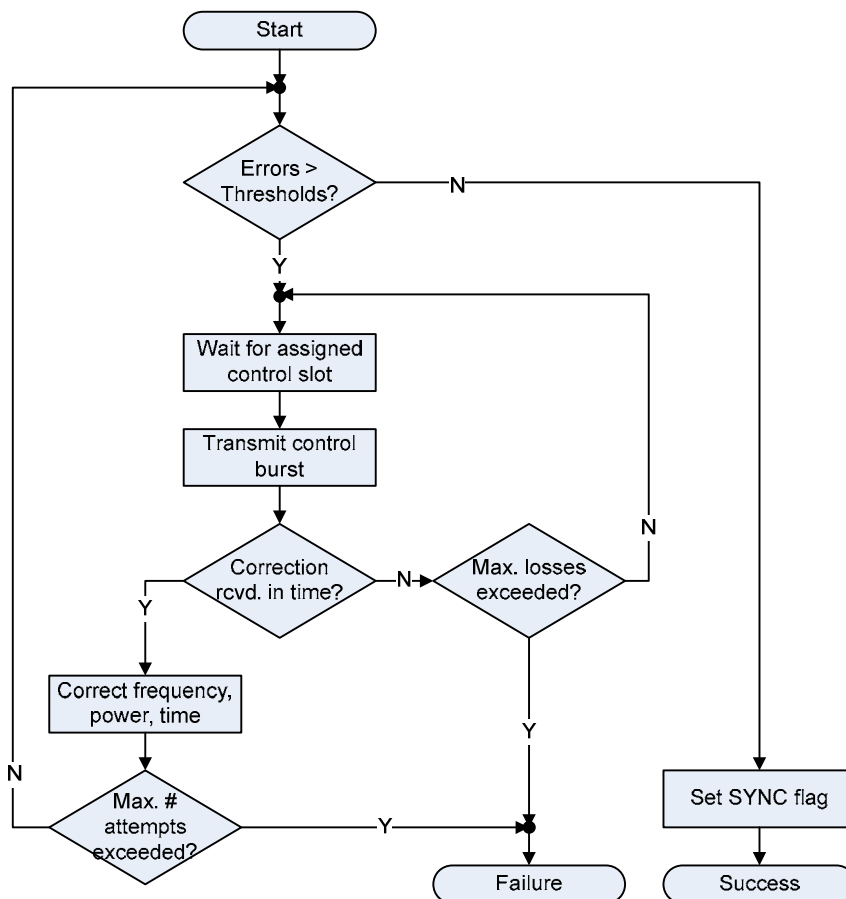 Start
Errors >
Thresholds?
N
Y
Wait for assigned
control slot
Transmit control
burst
N
Correction
rcvd. in time?
N
Max. losses
exceeded?
Y
Correct frequency,
power, time
Y
N
Max. #
attempts
exceeded?
Y
Set SYNC flag
Failure
Success